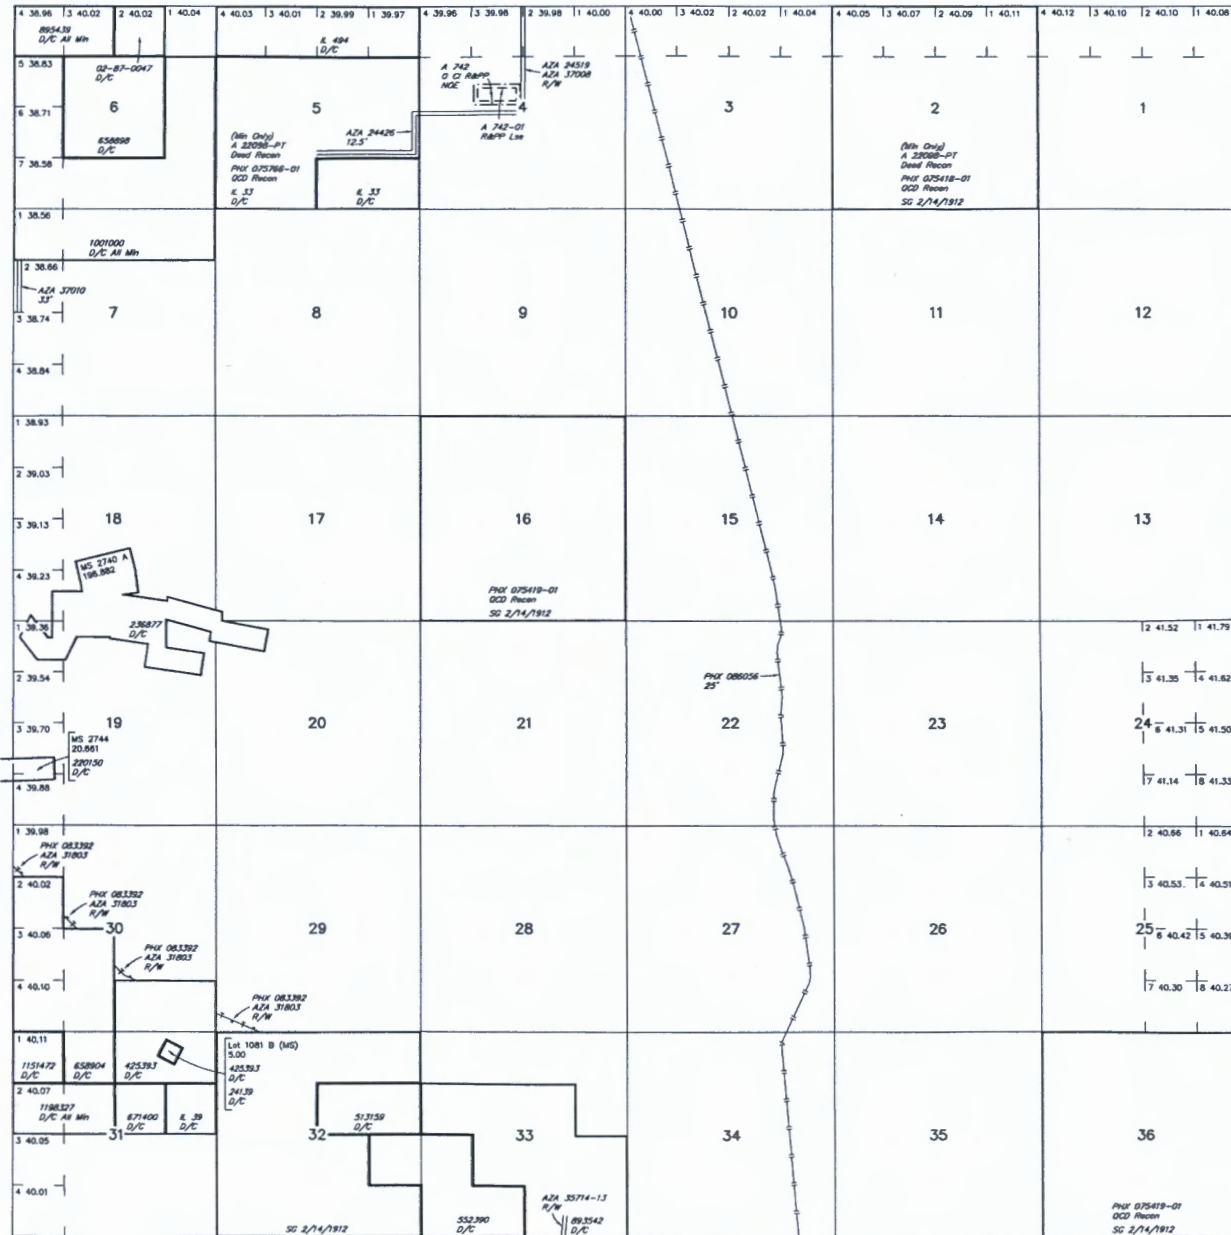 4 38.96 3 40.02 2 40.02 1 40.04
4 40.03 3 40.01 2 39.99 1 39.97
4 39.96 3 39.98 2 39.98 1 40.00
4 40.00 3 40.02 2 40.02 1 40.04
4 40.05 3 40.07 2 40.09 1 40.11
4 40.12 3 40.10 2 40.10 1 40.08
895439
D/C All Min
02-87-0047
D/C
5 38.83
6 38.71
7 38.58
6
658898
D/C
IL 494
D/C
5
(Min Only)
A 22098-PT
Deed Recon
PHX 075766-01
QCD Recon
IL 33
D/C
IL 33
D/C
AZA 24426
12.5'
A 742
O Cl R&PP
NOE
AZA 24519
AZA 37008
R/W
4
A 742-01
R&PP Lse
3
2
(Min Only)
A 22098-PT
Deed Recon
PHX 075418-01
QCD Recon
SG 2/14/1912
1
1 38.56
1001000
D/C All Min
2 38.66
AZA 37010
33'
3 38.74
4 38.84
7
8
9
10
11
12
1 38.93
2 39.03
3 39.13
4 39.23
18
17
16
PHX 075419-01
QCD Recon
SG 2/14/1912
15
14
13
MS 2740 A
196.882
1 39.36
236877
D/C
2 39.54
3 39.70
19
MS 2744
20.661
220150
D/C
4 39.88
20
21
PHX 086056
25'
22
23
24
2 41.52 1 41.79
3 41.35 4 41.62
6 41.31 5 41.50
7 41.14 8 41.33
1 39.98
PHX 083392
AZA 31803
R/W
2 40.02
PHX 083392
AZA 31803
R/W
3 40.06
30
PHX 083392
AZA 31803
R/W
4 40.10
PHX 083392
AZA 31803
R/W
29
28
27
26
25
2 40.66 1 40.64
3 40.53 4 40.51
6 40.42 5 40.39
7 40.30 8 40.27
1 40.11
1151472
D/C
658904
D/C
425393
D/C
Lot 1081 B (MS)
5.00
425393
D/C
24139
D/C
2 40.07
1198327
D/C All Min
671400
D/C
IL 39
D/C
3 40.05
31
4 40.01
513159
D/C
32
SG 2/14/1912
33
552390
D/C
AZA 35714-13
R/W
893542
D/C
34
35
36
PHX 075419-01
QCD Recon
SG 2/14/1912